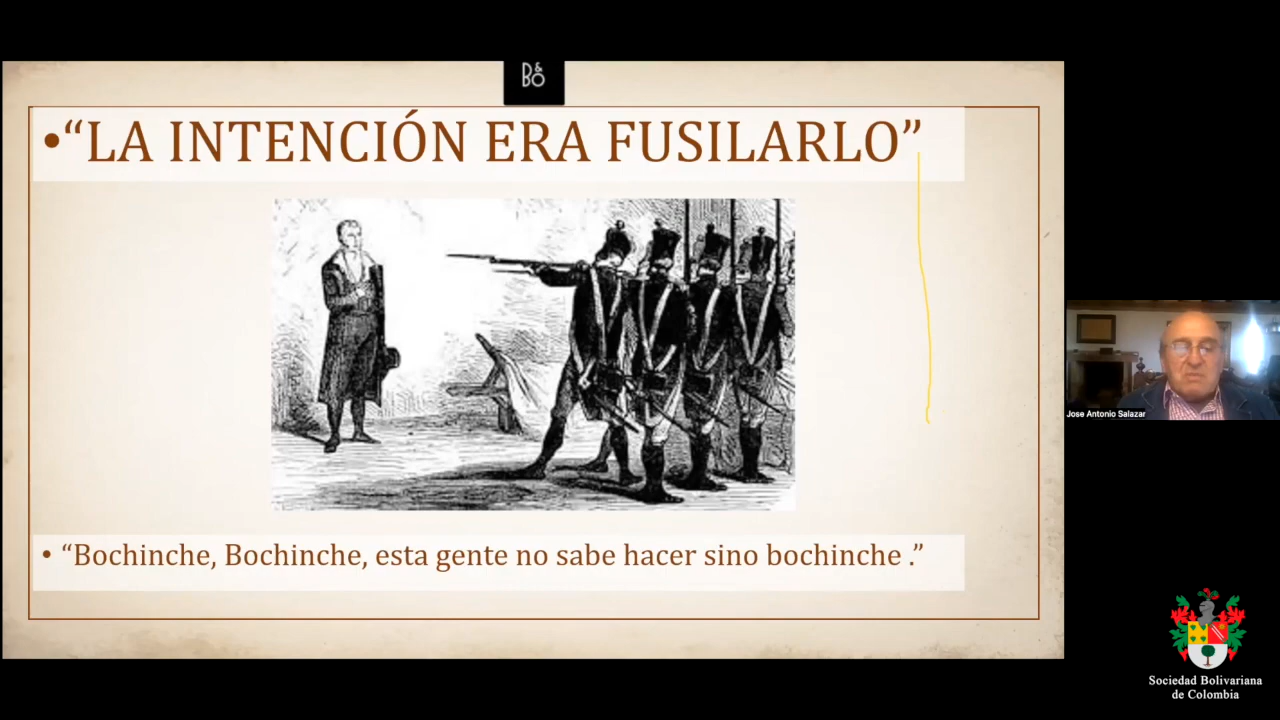 B&O
•“LA INTENCIÓN ERA FUSILARLO”
• “Bochinche, Bochinche, esta gente no sabe hacer sino bochinche .”
Jose Antonio Salazar
Sociedad Bolivariana
de Colombia